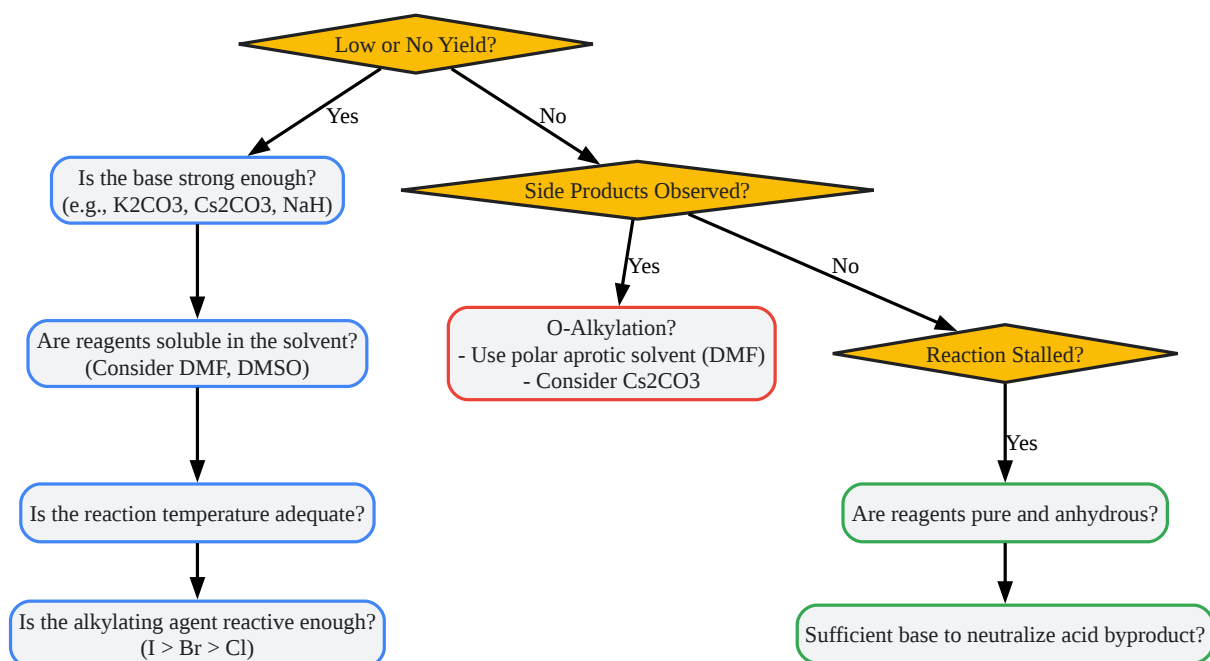 Low or No Yield?
Yes
No
Is the base strong enough?
(e.g., K2CO3, Cs2CO3, NaH)
Side Products Observed?
Yes
No
Are reagents soluble in the solvent?
(Consider DMF, DMSO)
O-Alkylation?
- Use polar aprotic solvent (DMF)
- Consider Cs2CO3
Reaction Stalled?
Yes
Is the reaction temperature adequate?
Are reagents pure and anhydrous?
Is the alkylating agent reactive enough?
(I > Br > Cl)
Sufficient base to neutralize acid byproduct?